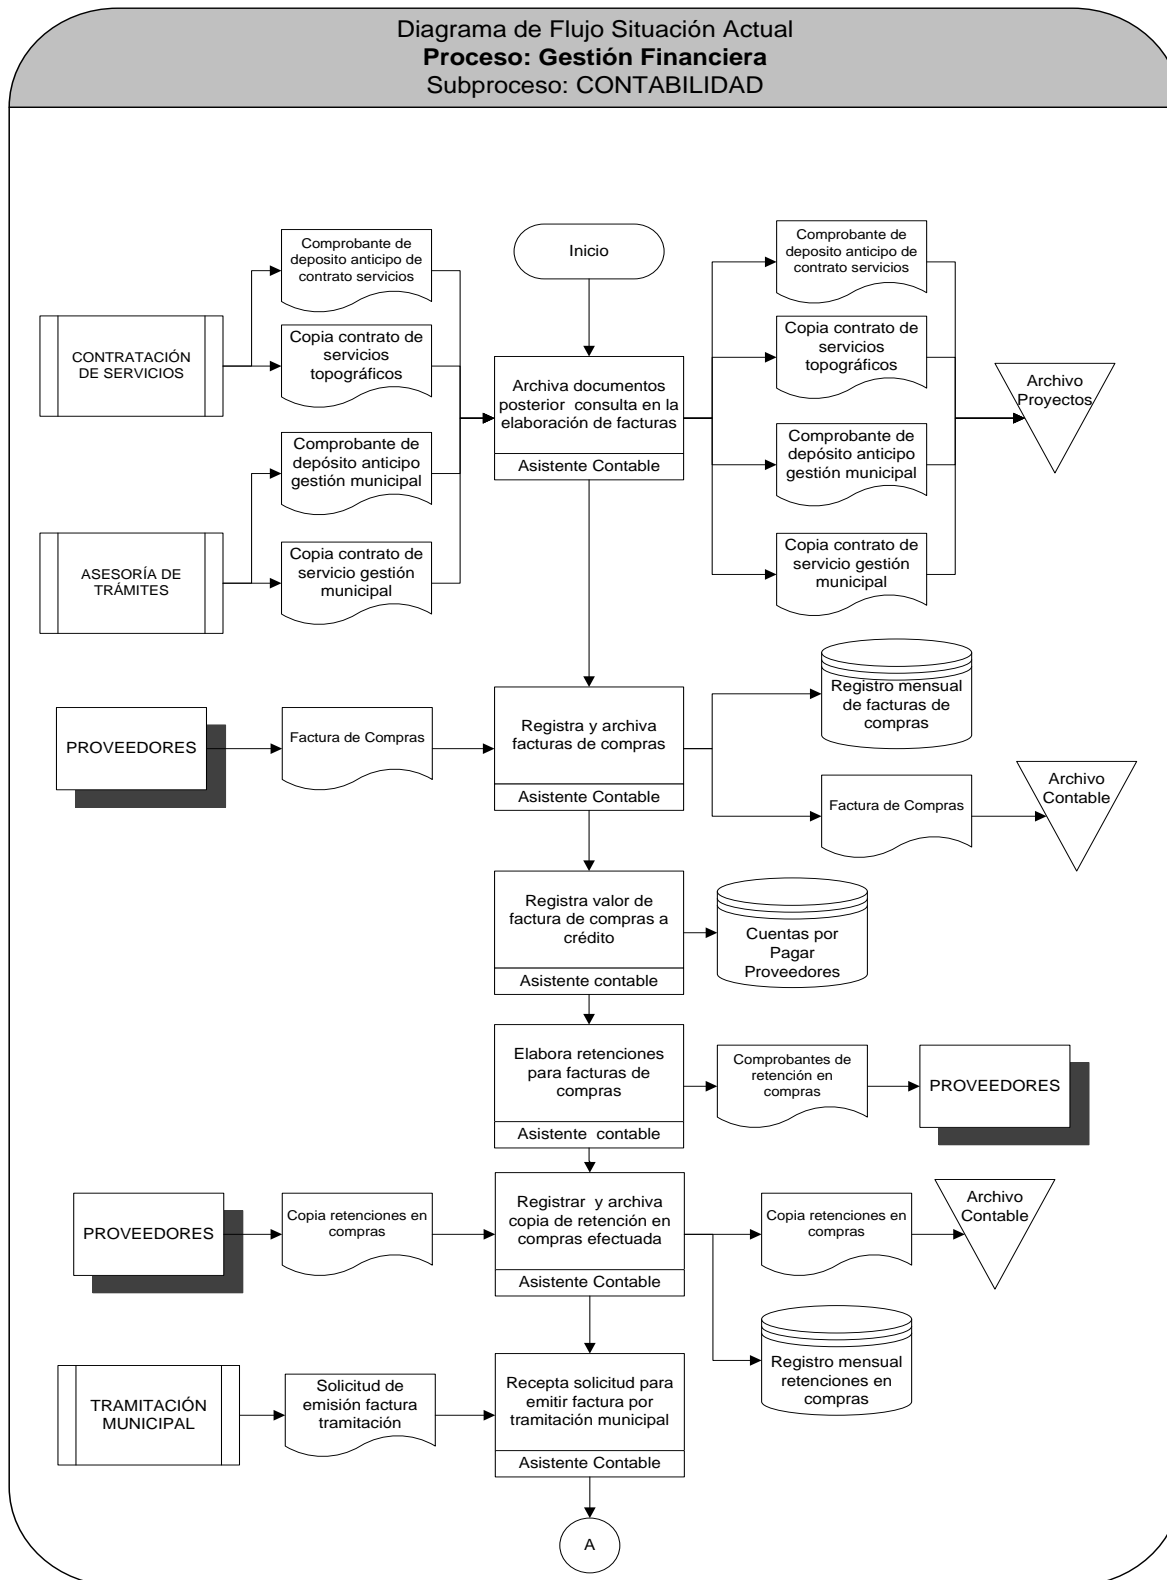 Diagrama de Flujo Situación Actual
Proceso: Gestión Financiera
Subproceso: CONTABILIDAD
Inicio
CONTRATACIÓN
DE SERVICIOS
Comprobante de
deposito anticipo de
contrato servicios
Copia contrato de
servicios
topográficos
Comprobante de
depósito anticipo
gestión municipal
ASESORÍA DE
TRÁMITES
Copia contrato de
servicio gestión
municipal
Archiva documentos
posterior consulta en la
elaboración de facturas
Asistente Contable
Comprobante de
deposito anticipo de
contrato servicios
Copia contrato de
servicios
topográficos
Comprobante de
depósito anticipo
gestión municipal
Copia contrato de
servicio gestión
municipal
Archivo
Proyectos
PROVEEDORES
Factura de Compras
Registra y archiva
facturas de compras
Asistente Contable
Registro mensual
de facturas de
compras
Factura de Compras
Archivo
Contable
Registra valor de
factura de compras a
crédito
Asistente contable
Cuentas por
Pagar
Proveedores
Elabora retenciones
para facturas de
compras
Asistente contable
Comprobantes de
retención en
compras
PROVEEDORES
PROVEEDORES
Copia retenciones en
compras
Registrar y archiva
copia de retención en
compras efectuada
Asistente Contable
Copia retenciones en
compras
Archivo
Contable
Registro mensual
retenciones en
compras
TRAMITACIÓN
MUNICIPAL
Solicitud de
emisión factura
tramitación
Recepta solicitud para
emitir factura por
tramitación municipal
Asistente Contable
A